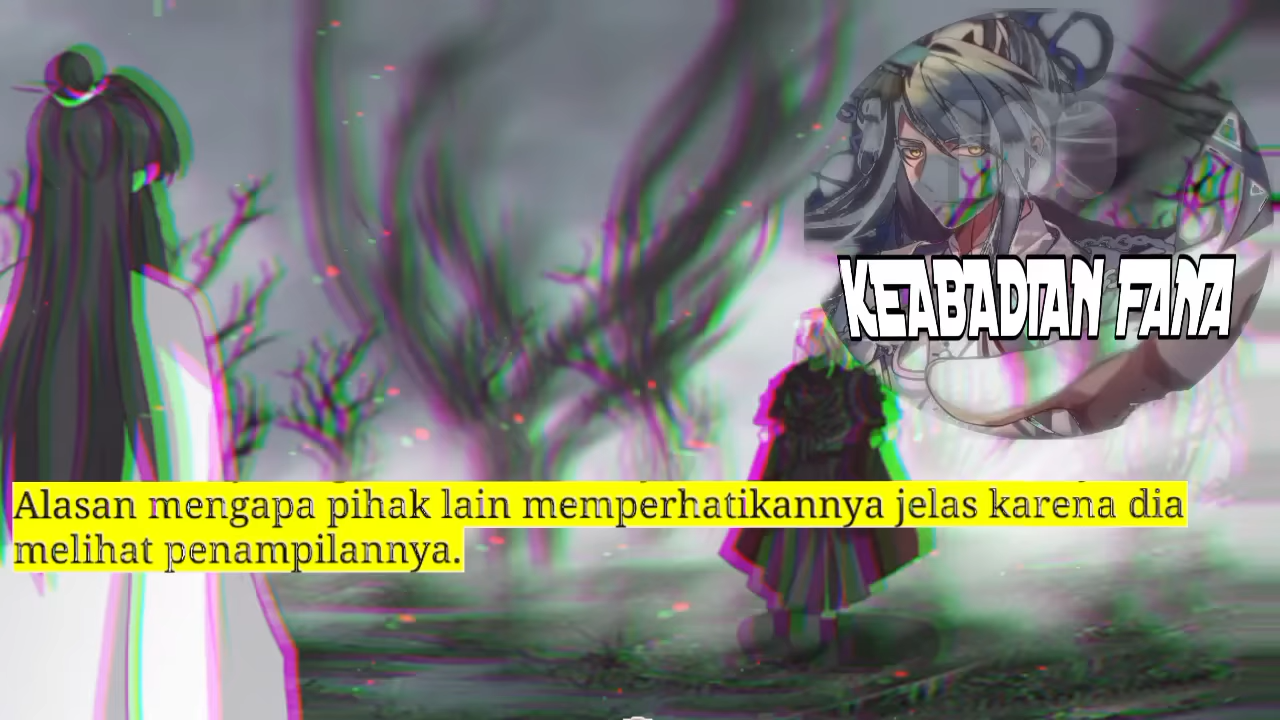 KEABADIAN FANA
Alasan mengapa pihak lain memperhatikannya jelas karena dia
melihat penampilannya.